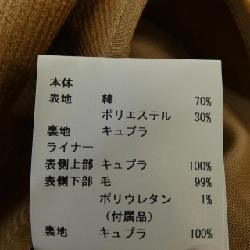 本体
表地 綿 70%
ポリエステル 30%
裏地 キュプラ
ライナー
表側上部 キュプラ 100%
表側下部 毛 99%
ポリウレタン 1%
(付属品)
裏地 キュプラ 100%